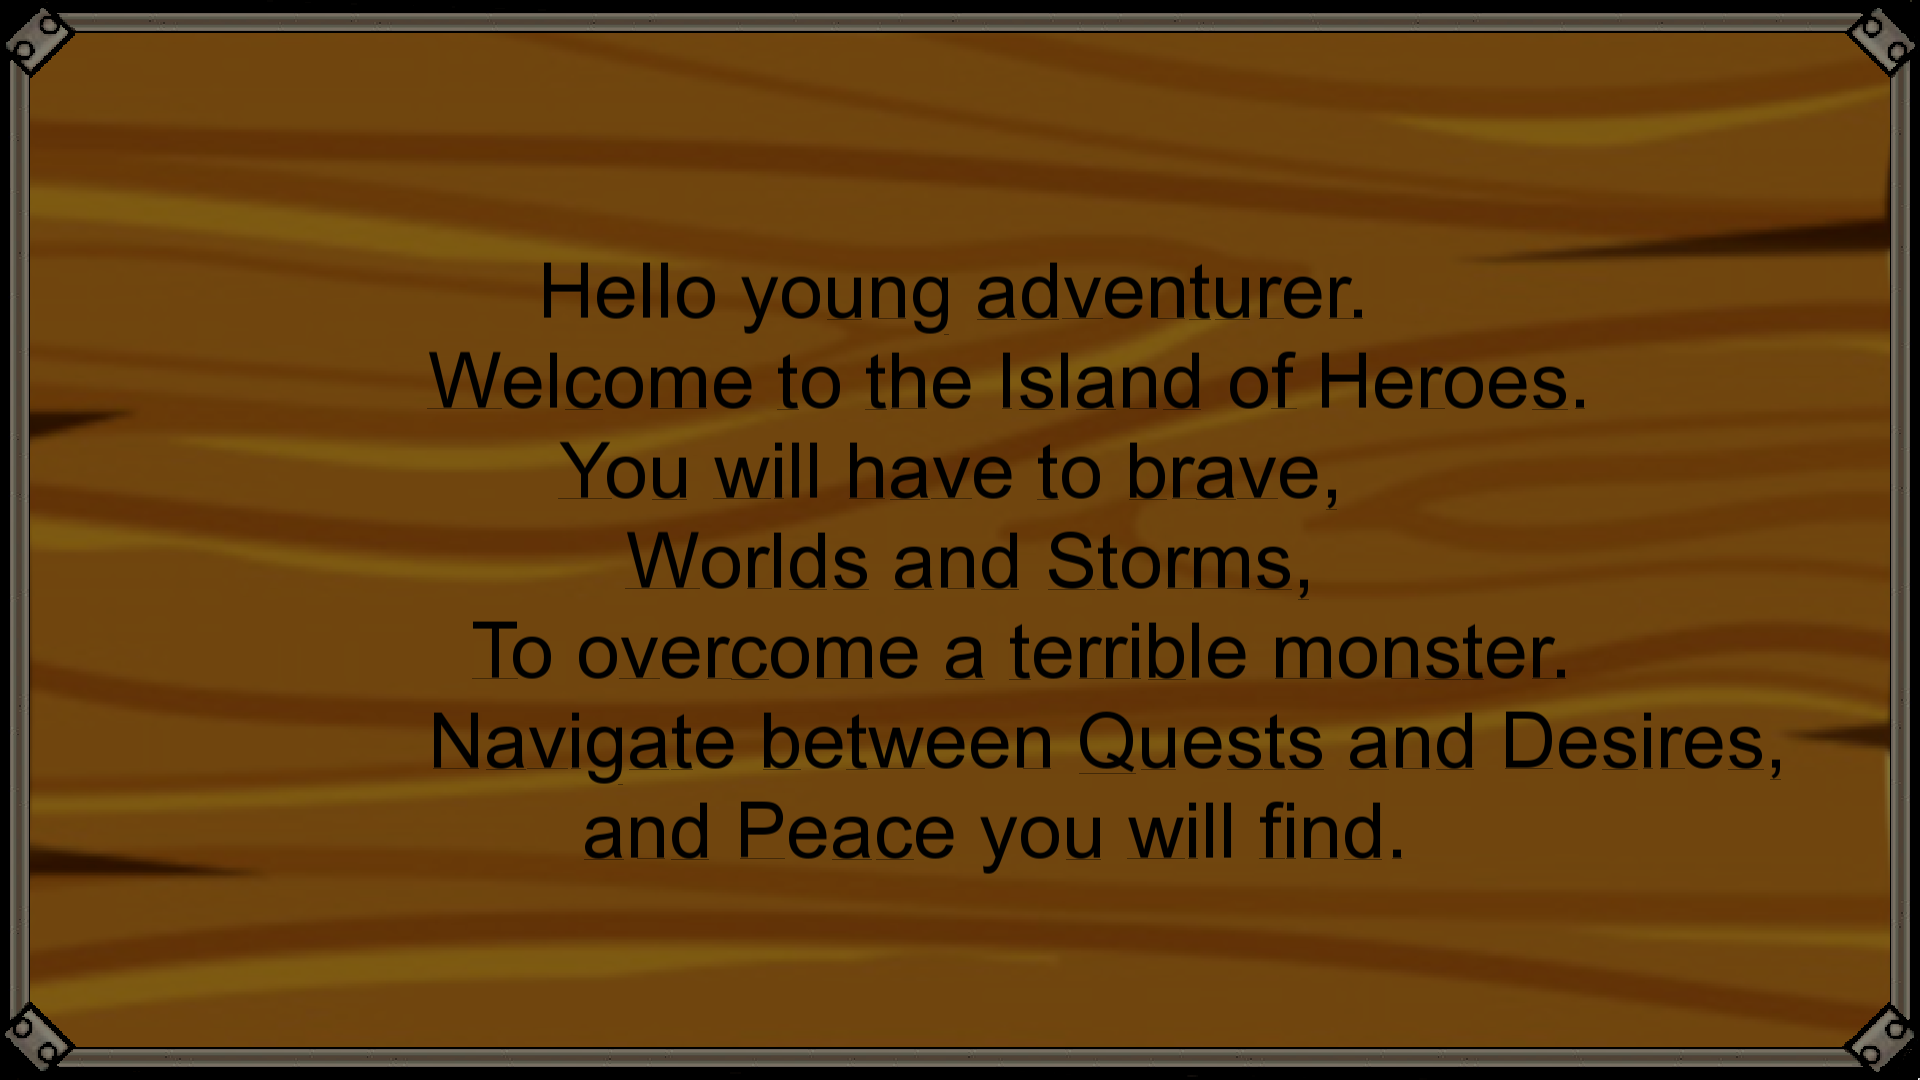 Hello young adventurer.
Welcome to the Island of Heroes.
You will have to brave,
Worlds and Storms,
To overcome a terrible monster.
Navigate between Quests and Desires,
and Peace you will find.